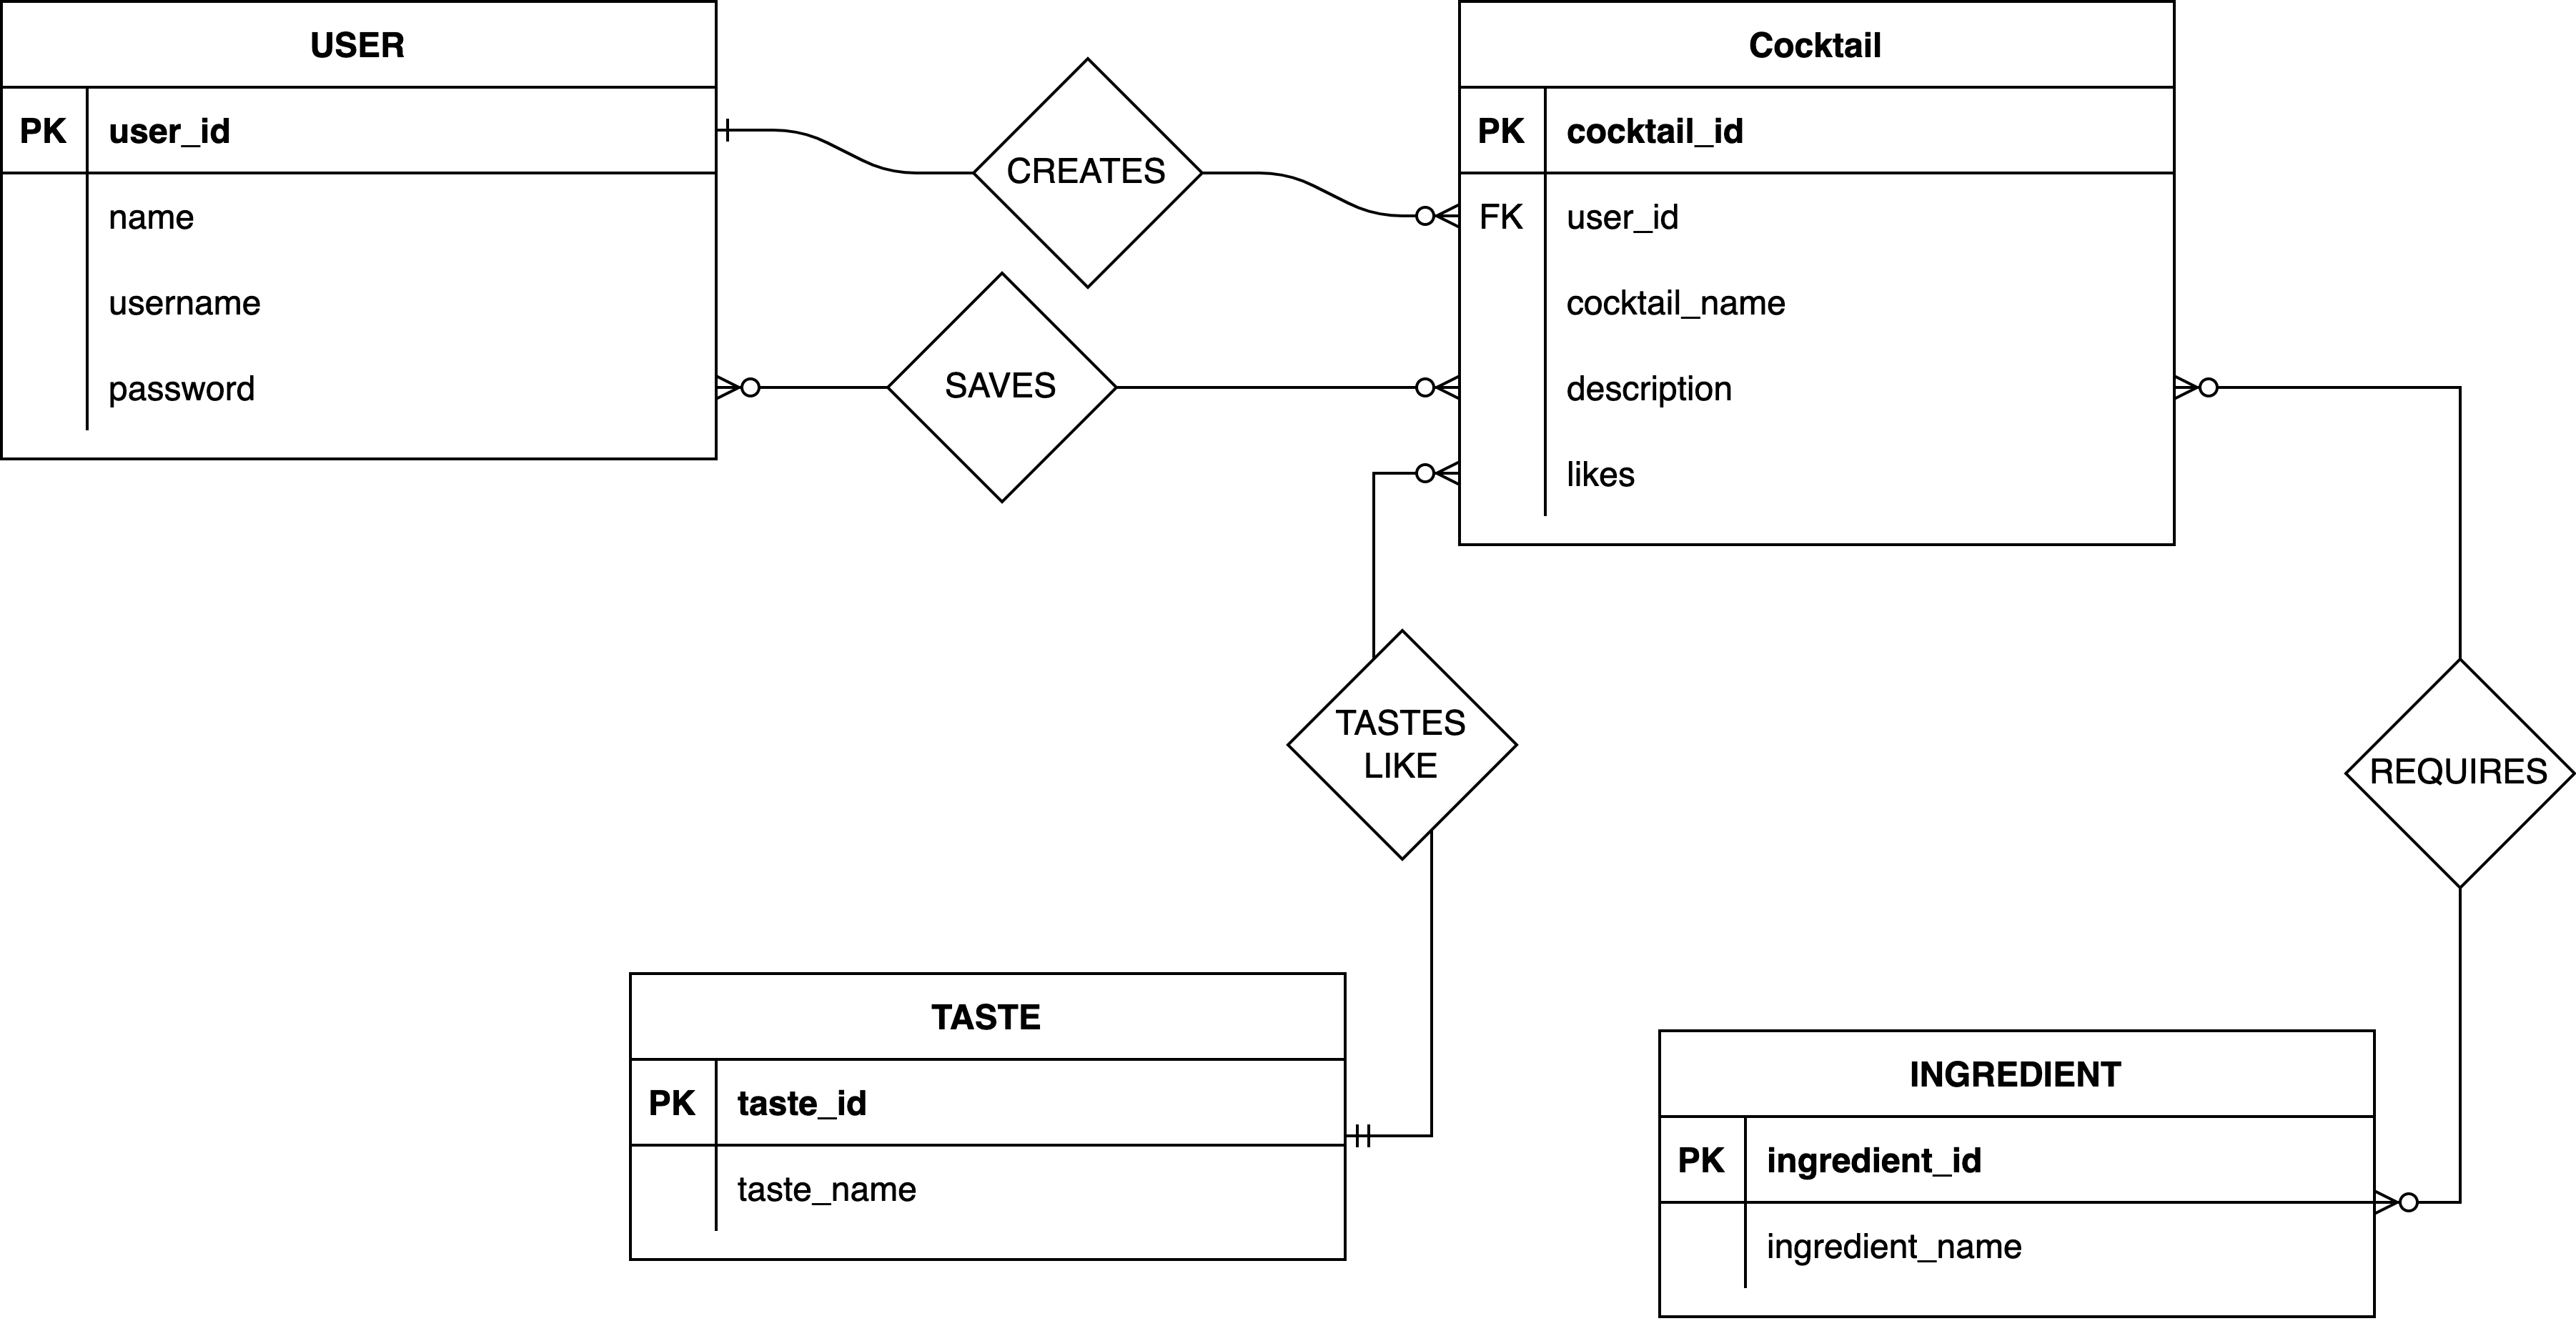 USER
PK user_id
name
username
password
CREATES
SAVES
Cocktail
PK cocktail_id
FK user_id
cocktail_name
description
likes
TASTES
LIKE
REQUIRES
TASTE
PK taste_id
taste_name
INGREDIENT
PK ingredient_id
ingredient_name